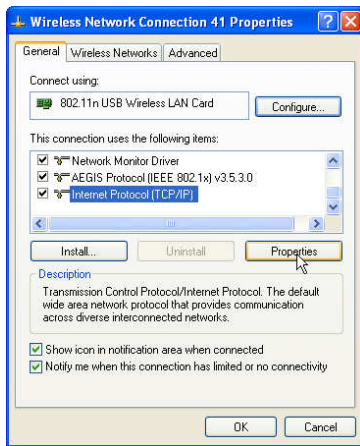 Wireless Network Connection 41 Properties
General Wireless Networks Advanced
Connect using:
802.11n USB Wireless LAN Card
Configure...
This connection uses the following items:
Network Monitor Driver
AEGIS Protocol (IEEE 802.1x) v3.5.3.0
Internet Protocol (TCP/IP)
Install... Uninstall Properties
Description
Transmission Control Protocol/Internet Protocol. The default
wide area network protocol that provides communication
across diverse interconnected networks.
Show icon in notification area when connected
Notify me when this connection has limited or no connectivity
OK Cancel